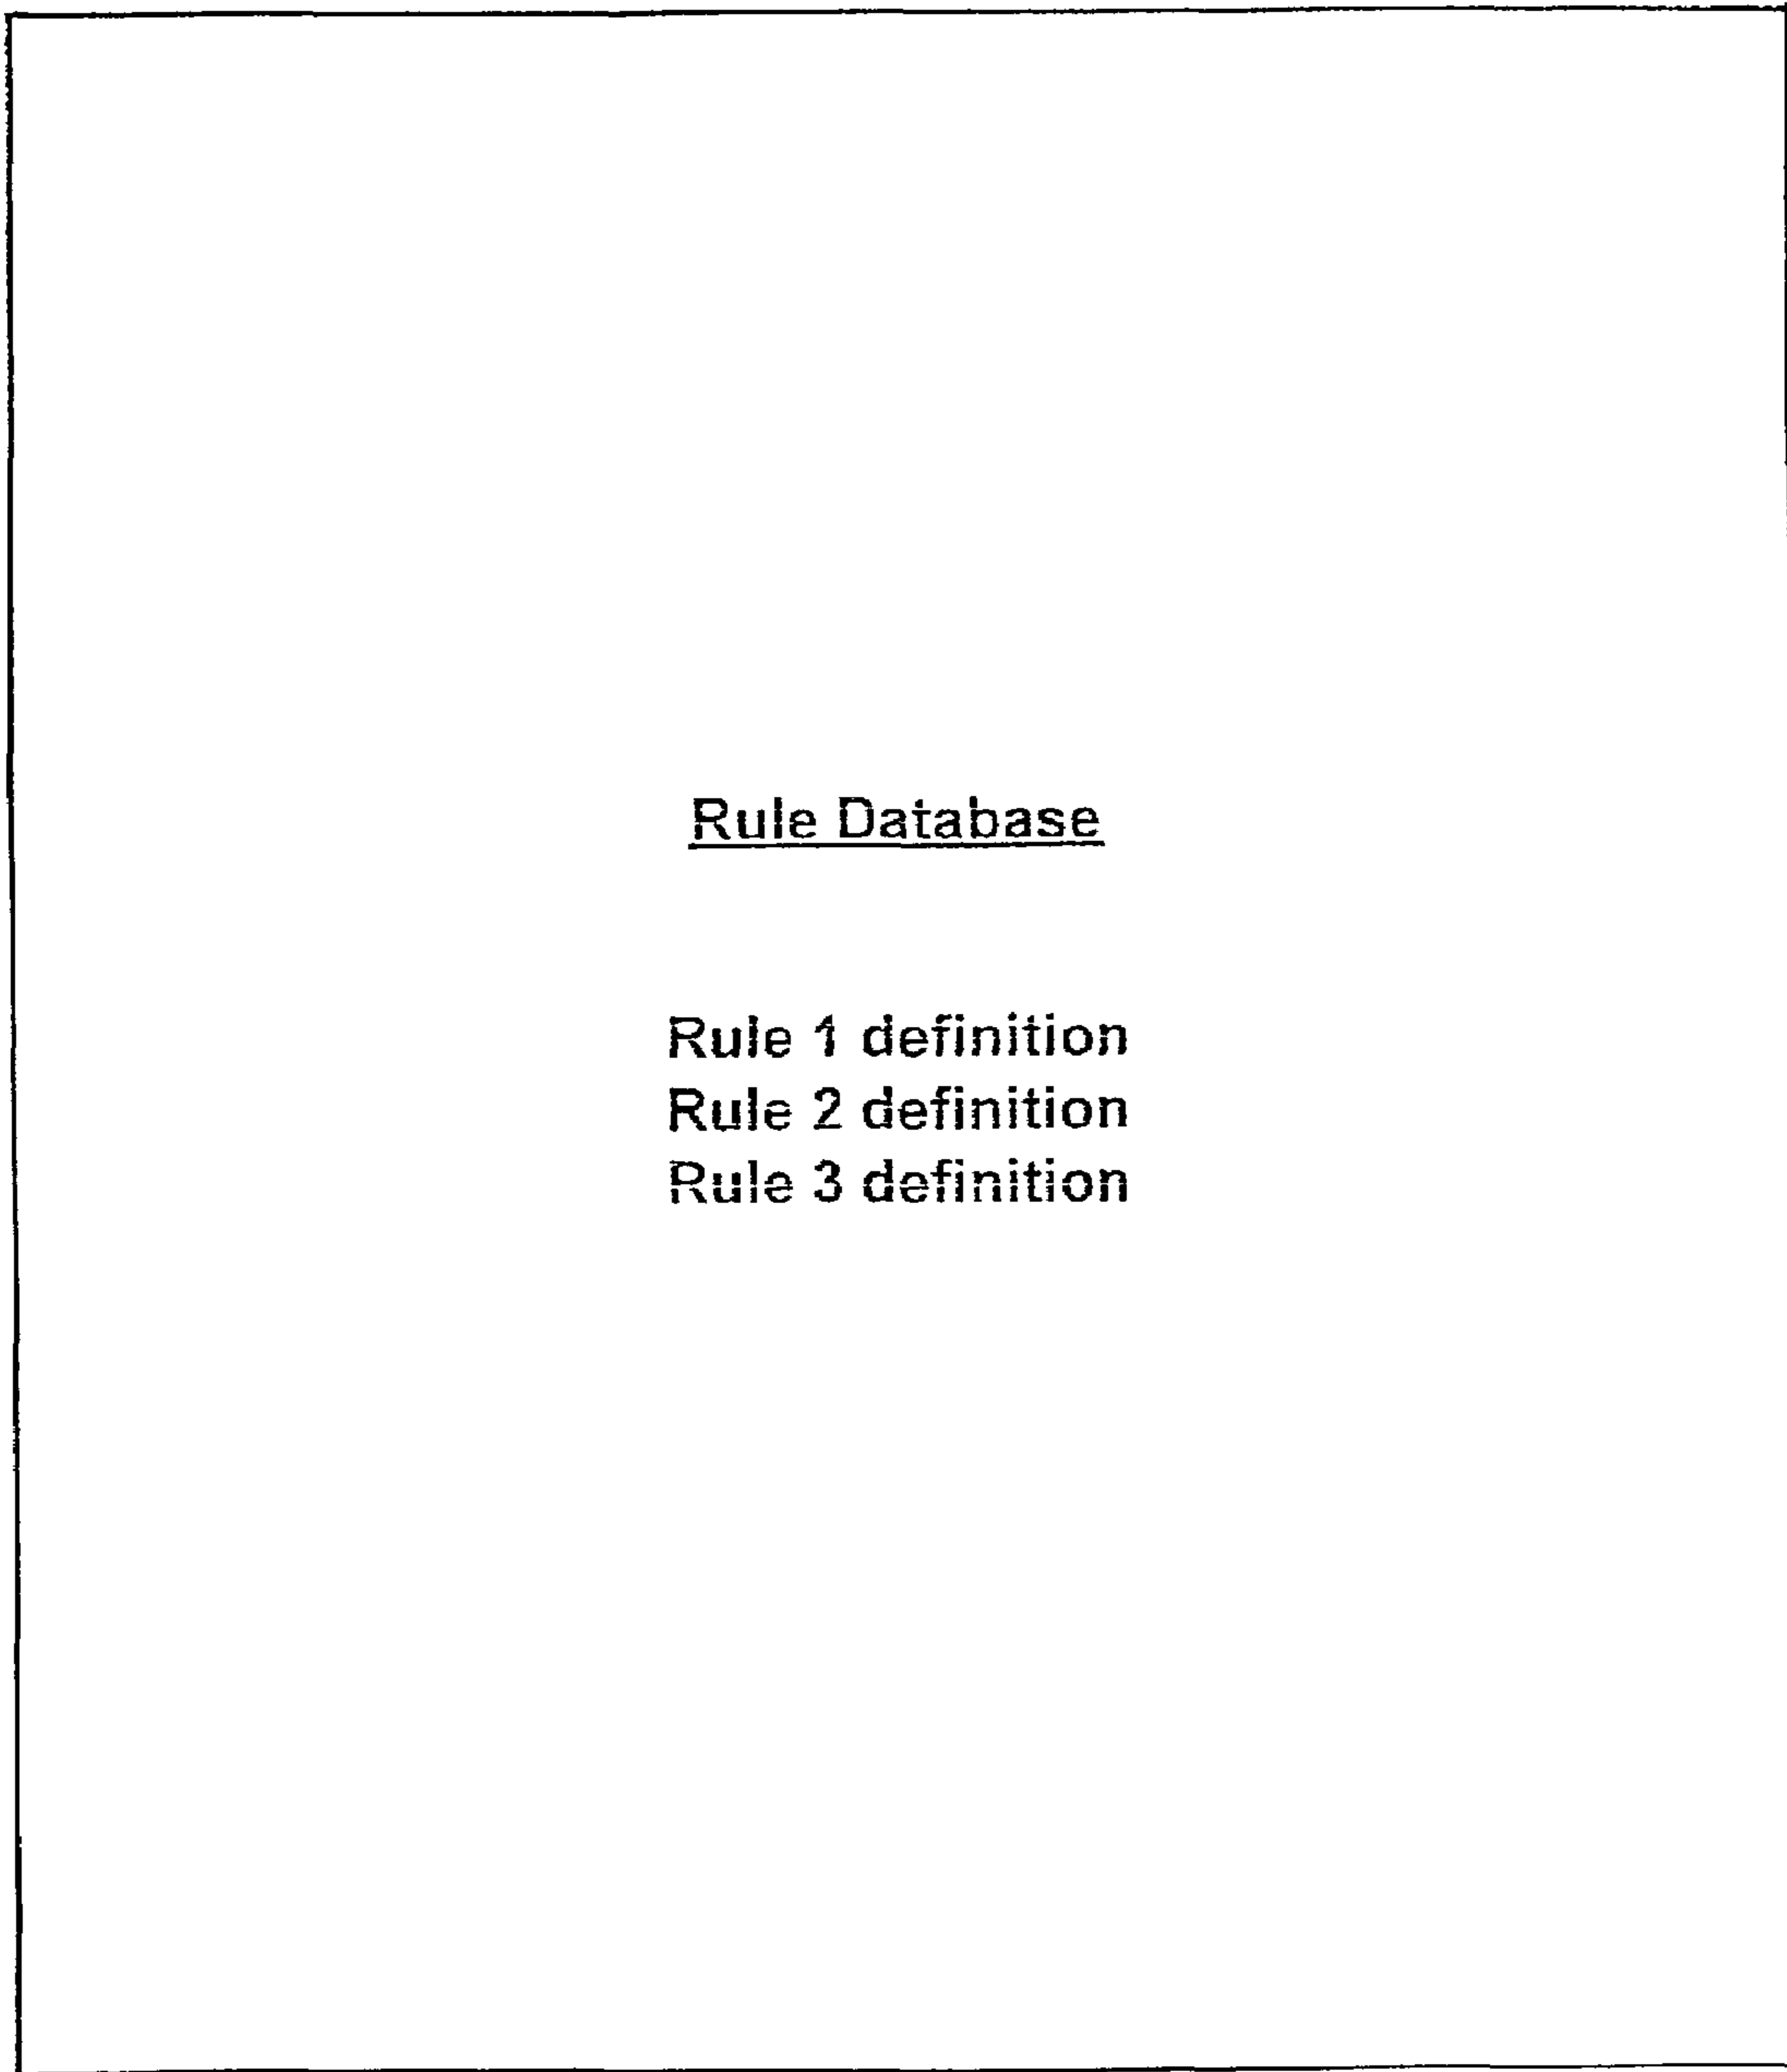 Rule Database
Rule 1 definition
Rule 2 definition
Rule 3 definition